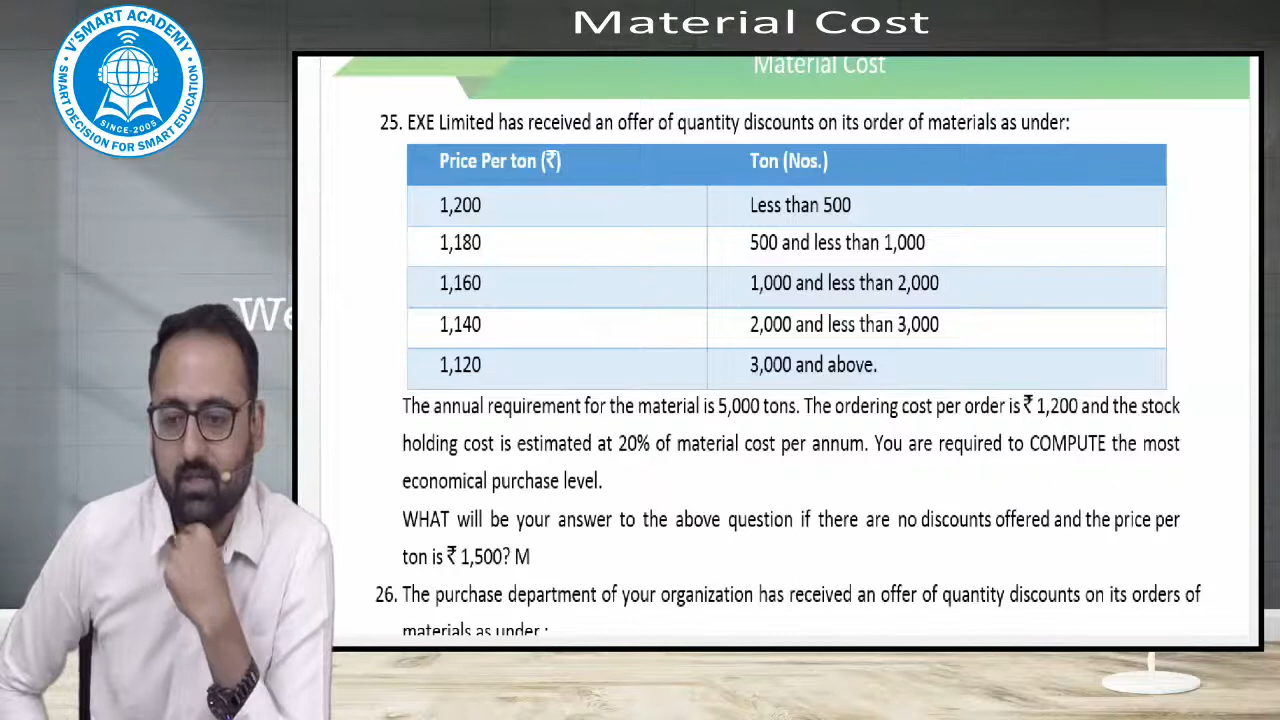 Material Cost
V'SMART ACADEMY
SMART DECISION FOR SMART EDUCATION
SINCE-2005
We
Material Cost
25. EXE Limited has received an offer of quantity discounts on its order of materials as under:
Price Per ton (₹) Ton (Nos.)
1,200 Less than 500
1,180 500 and less than 1,000
1,160 1,000 and less than 2,000
1,140 2,000 and less than 3,000
1,120 3,000 and above.
The annual requirement for the material is 5,000 tons. The ordering cost per order is ₹ 1,200 and the stock
holding cost is estimated at 20% of material cost per annum. You are required to COMPUTE the most
economical purchase level.
WHAT will be your answer to the above question if there are no discounts offered and the price per
ton is ₹ 1,500? M
26. The purchase department of your organization has received an offer of quantity discounts on its orders of
materials as under :